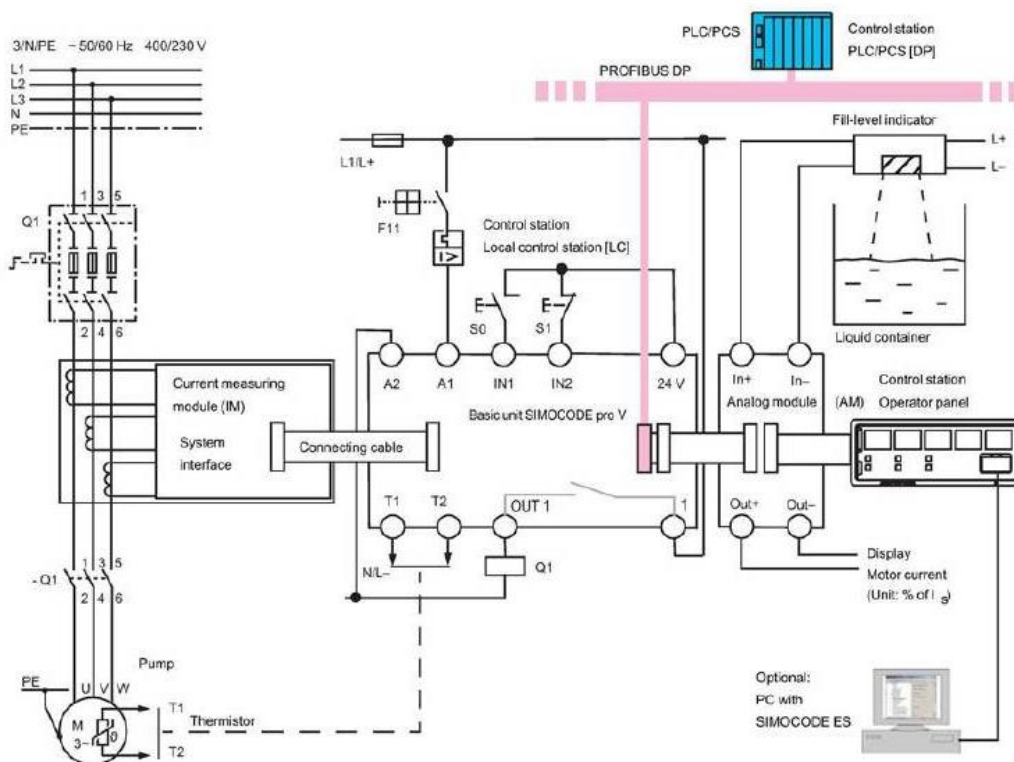 3/N/PE ~ 50/60 Hz 400/230 V
L1
L2
L3
N
PE
PLC/PCS
Control station
PLC/PCS [DP]
PROFIBUS DP
Fill-level indicator
L+
L–
L1/L+
1 3 5
Q1
F11
Control station
Local control station [LC]
S0
S1
2 4 6
Liquid container
A2
A1
IN1
IN2
24 V
In+
In–
Current measuring
module (IM)
System
interface
Basic unit SIMOCODE pro V
Analog module (AM)
Control station
Operator panel
Connecting cable
T1
T2
OUT 1
1
Out+
Out–
N/L–
Q1
Display
Motor current
(Unit: % of Is)
1 3 5
- Q1
2 4 6
Pump
PE
U V W
M
3~
T1
Thermistor
T2
Optional:
PC with
SIMOCODE ES